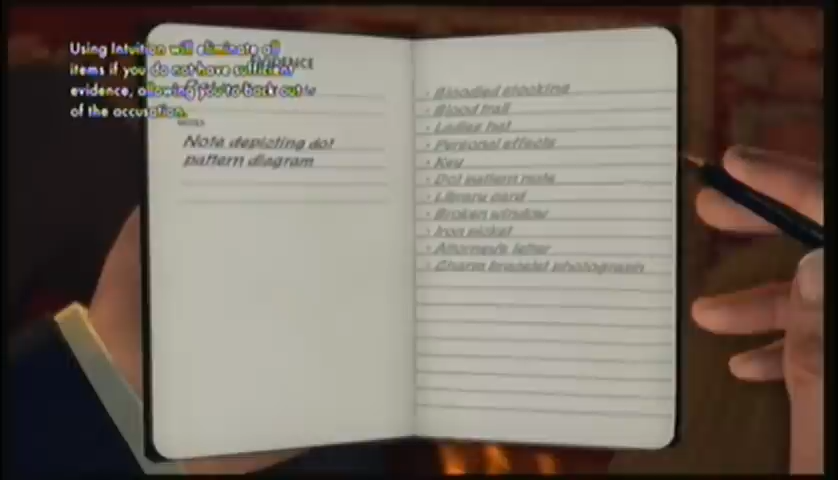 Using Intuition will eliminate all
items if you do not have sufficient
evidence, allowing you to back out
of the accusation.
EVIDENCE
Note depicting dot
pattern diagram
- Bloodied stocking
- Blood trail
- Ladies hat
- Personal effects
- Key
- Dot pattern note
- Library card
- Broken window
- Iron picket
- Attorney's letter
- Charm bracelet photograph